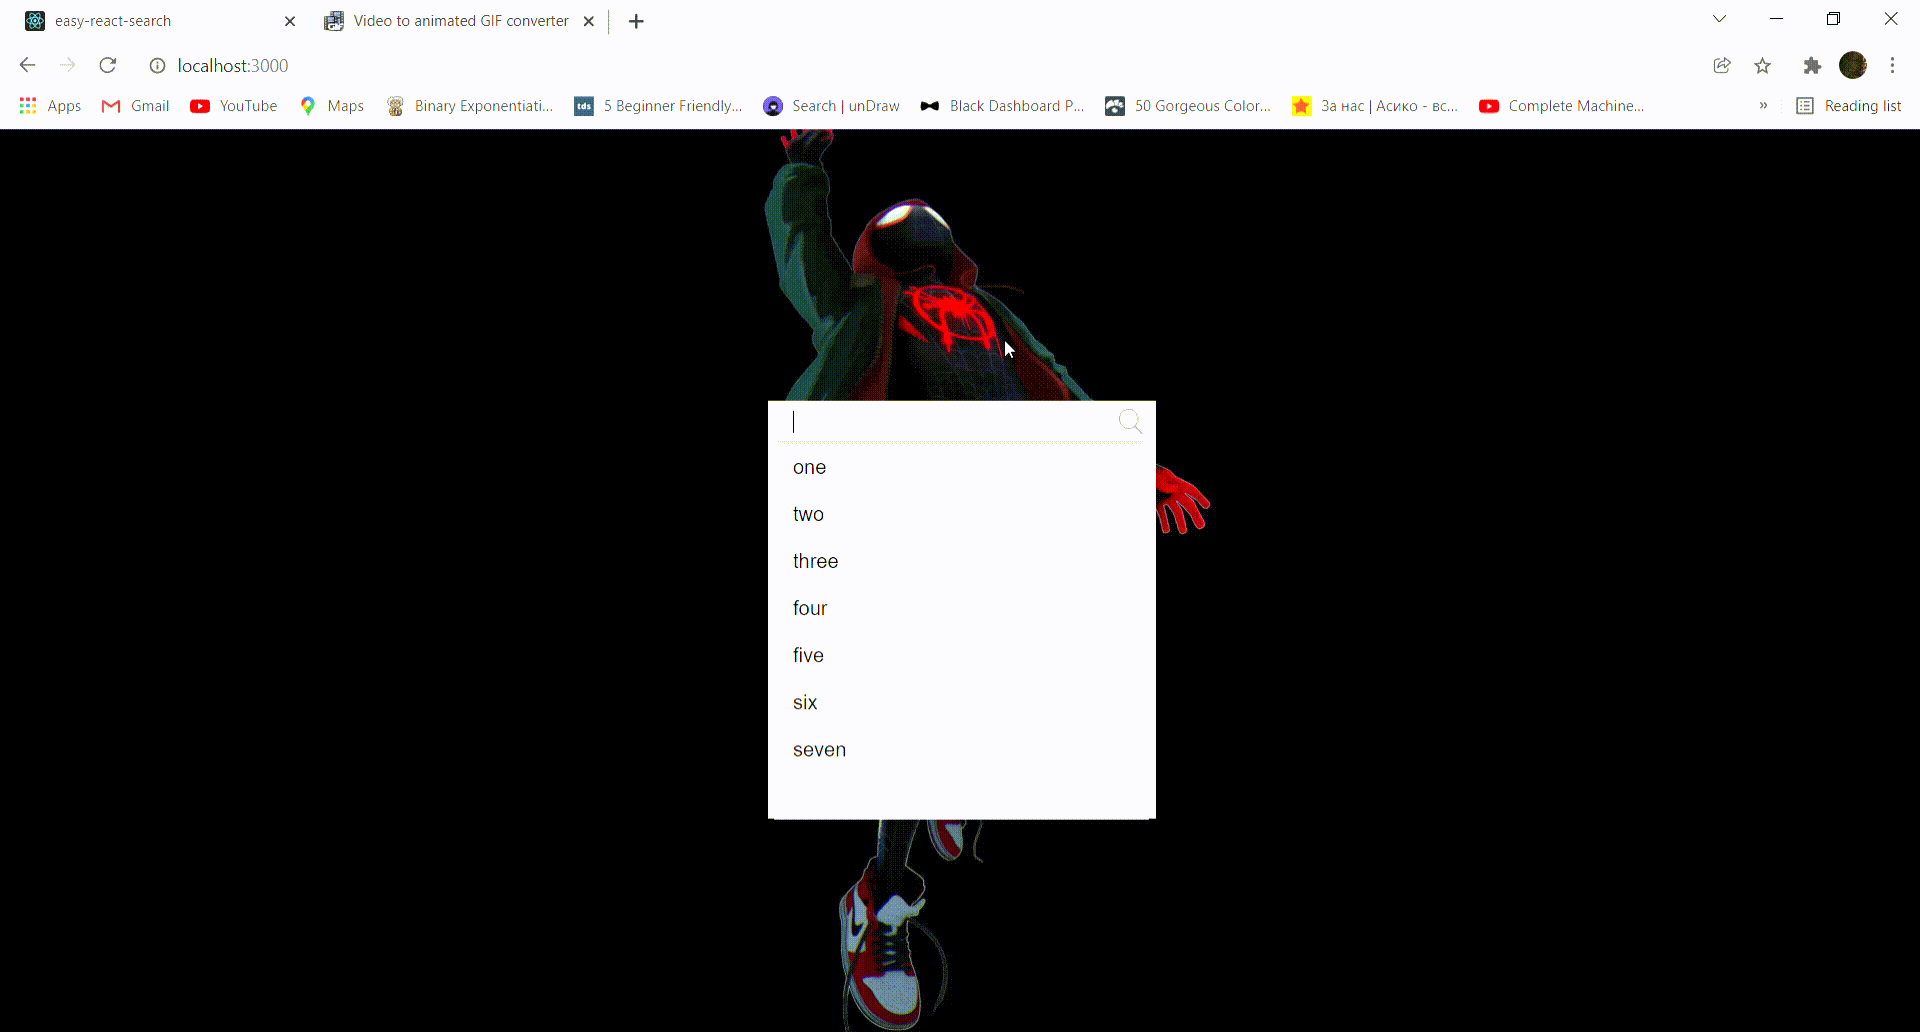 easy-react-search
Video to animated GIF converter
localhost:3000
Apps
Gmail
YouTube
Maps
Binary Exponentiati...
tds
5 Beginner Friendly...
Search | unDraw
Black Dashboard P...
50 Gorgeous Color...
За нас | Асико - вс...
Complete Machine...
»
Reading list
one
two
three
four
five
six
seven